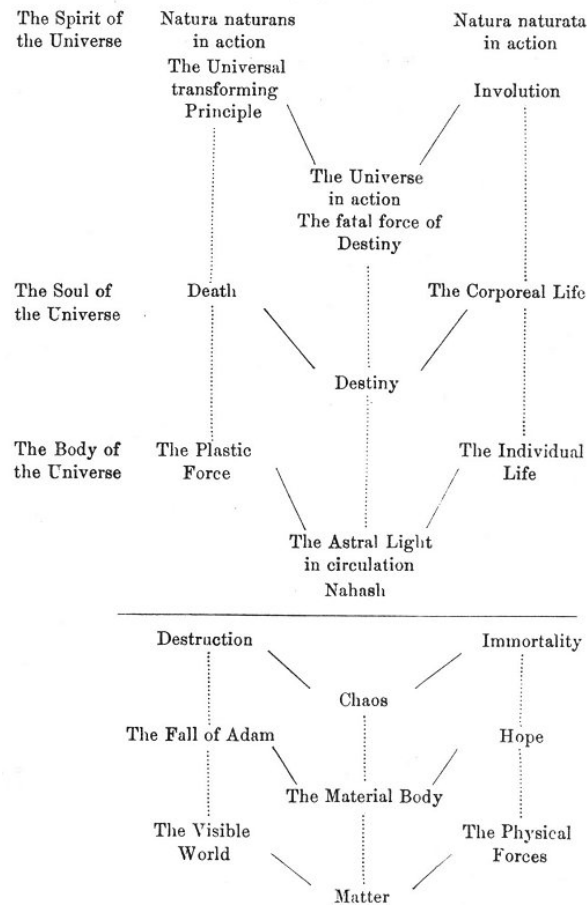 The Spirit of
the Universe
Natura naturans
in action
The Universal
transforming
Principle
Natura naturata
in action
Involution
The Universe
in action
The fatal force of
Destiny
The Soul of
the Universe
Death
The Corporeal Life
Destiny
The Body of
the Universe
The Plastic
Force
The Individual
Life
The Astral Light
in circulation
Nahash
Destruction
Immortality
Chaos
The Fall of Adam
Hope
The Material Body
The Visible
World
The Physical
Forces
Matter